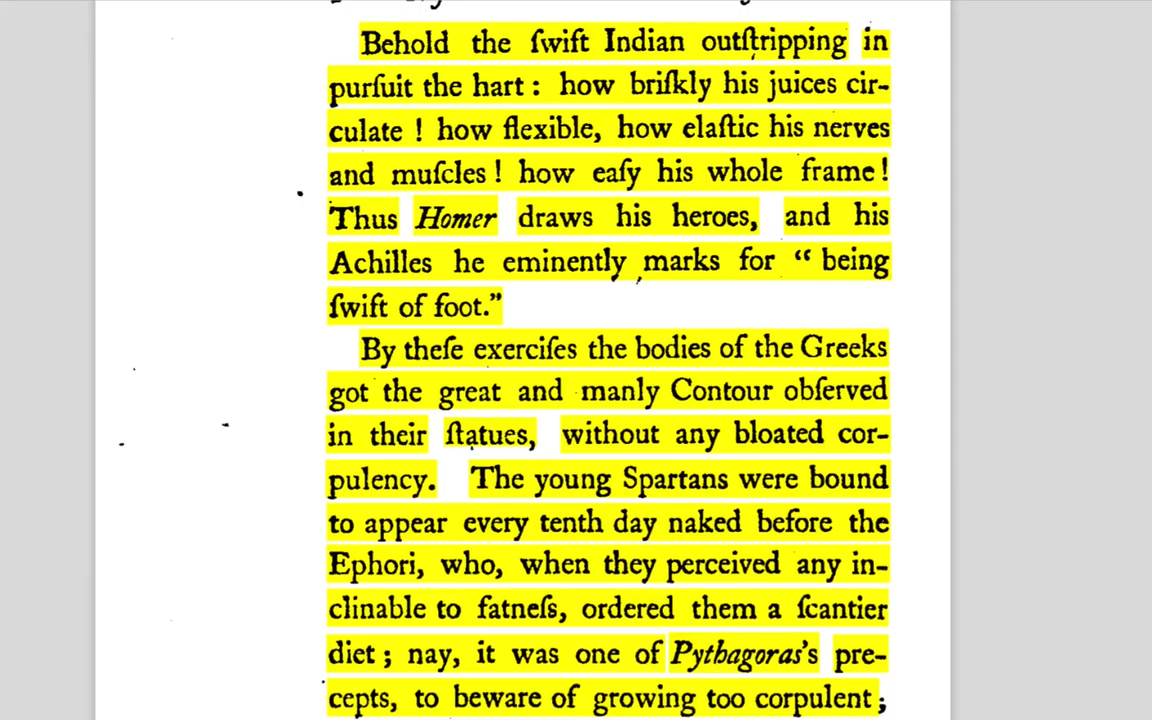 Behold the ſwift Indian outſtripping in
purſuit the hart : how briſkly his juices cir-
culate ! how flexible, how elaſtic his nerves
and muſcles ! how eaſy his whole frame !
Thus Homer draws his heroes, and his
Achilles he eminently marks for “ being
ſwift of foot.”
By theſe exerciſes the bodies of the Greeks
got the great and manly Contour obſerved
in their ſtatues, without any bloated cor-
pulency. The young Spartans were bound
to appear every tenth day naked before the
Ephori, who, when they perceived any in-
clinable to fatneſs, ordered them a ſcantier
diet ; nay, it was one of Pythagoras's pre-
cepts, to beware of growing too corpulent ;